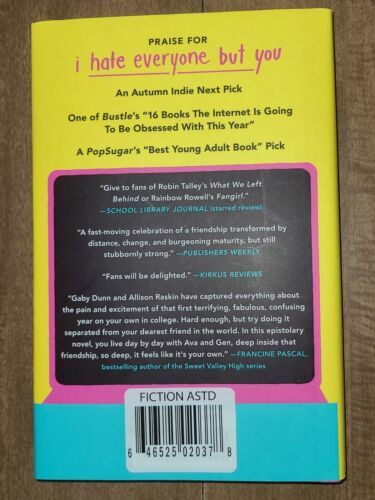 PRAISE FOR
i hate everyone but you
An Autumn Indie Next Pick
One of Bustle's "16 Books The Internet Is Going
To Be Obsessed With This Year"
A PopSugar's "Best Young Adult Book" Pick
"Give to fans of Robin Talley's What We Left
Behind or Rainbow Rowell's Fangirl."
—SCHOOL LIBRARY JOURNAL (starred review)
"A fast-moving celebration of a friendship transformed by
distance, change, and burgeoning maturity, but still
stubbornly strong." —PUBLISHERS WEEKLY
"Fans will be delighted." —KIRKUS REVIEWS
"Gaby Dunn and Allison Raskin have captured everything about
the pain and excitement of that first terrifying, fabulous, confusing
year on your own in college. Hard enough, but try doing it
separated from your dearest friend in the world. In this epistolary
novel, you live day by day with Ava and Gen, deep inside that
friendship, so deep, it feels like it's your own." —FRANCINE PASCAL,
bestselling author of the Sweet Valley High series
FICTION ASTD
6 46525 02037 8